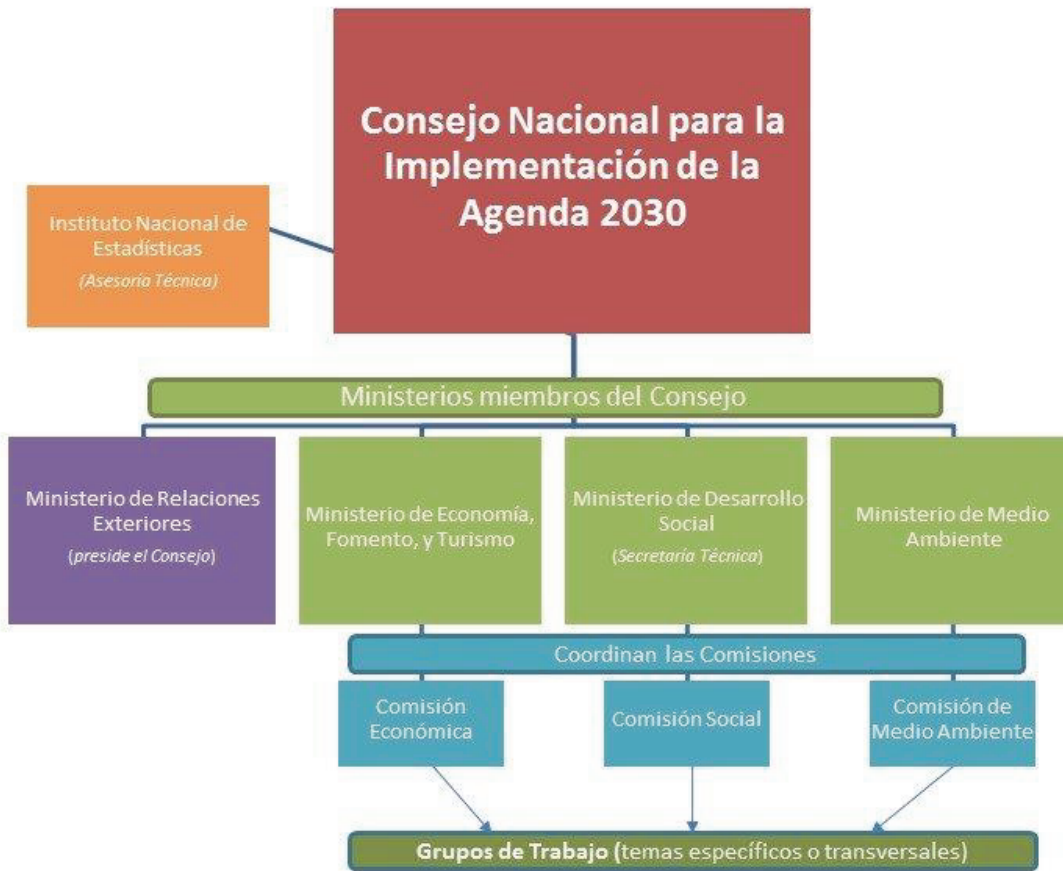 Consejo Nacional para la
Implementación de la
Agenda 2030
Instituto Nacional de
Estadísticas
(Asesoría Técnica)
Ministerios miembros del Consejo
Ministerio de Relaciones
Exteriores
(preside el Consejo)
Ministerio de Economía,
Fomento, y Turismo
Ministerio de Desarrollo
Social
(Secretaría Técnica)
Ministerio de Medio
Ambiente
Coordinan las Comisiones
Comisión
Económica
Comisión Social
Comisión de
Medio Ambiente
Grupos de Trabajo (temas específicos o transversales)